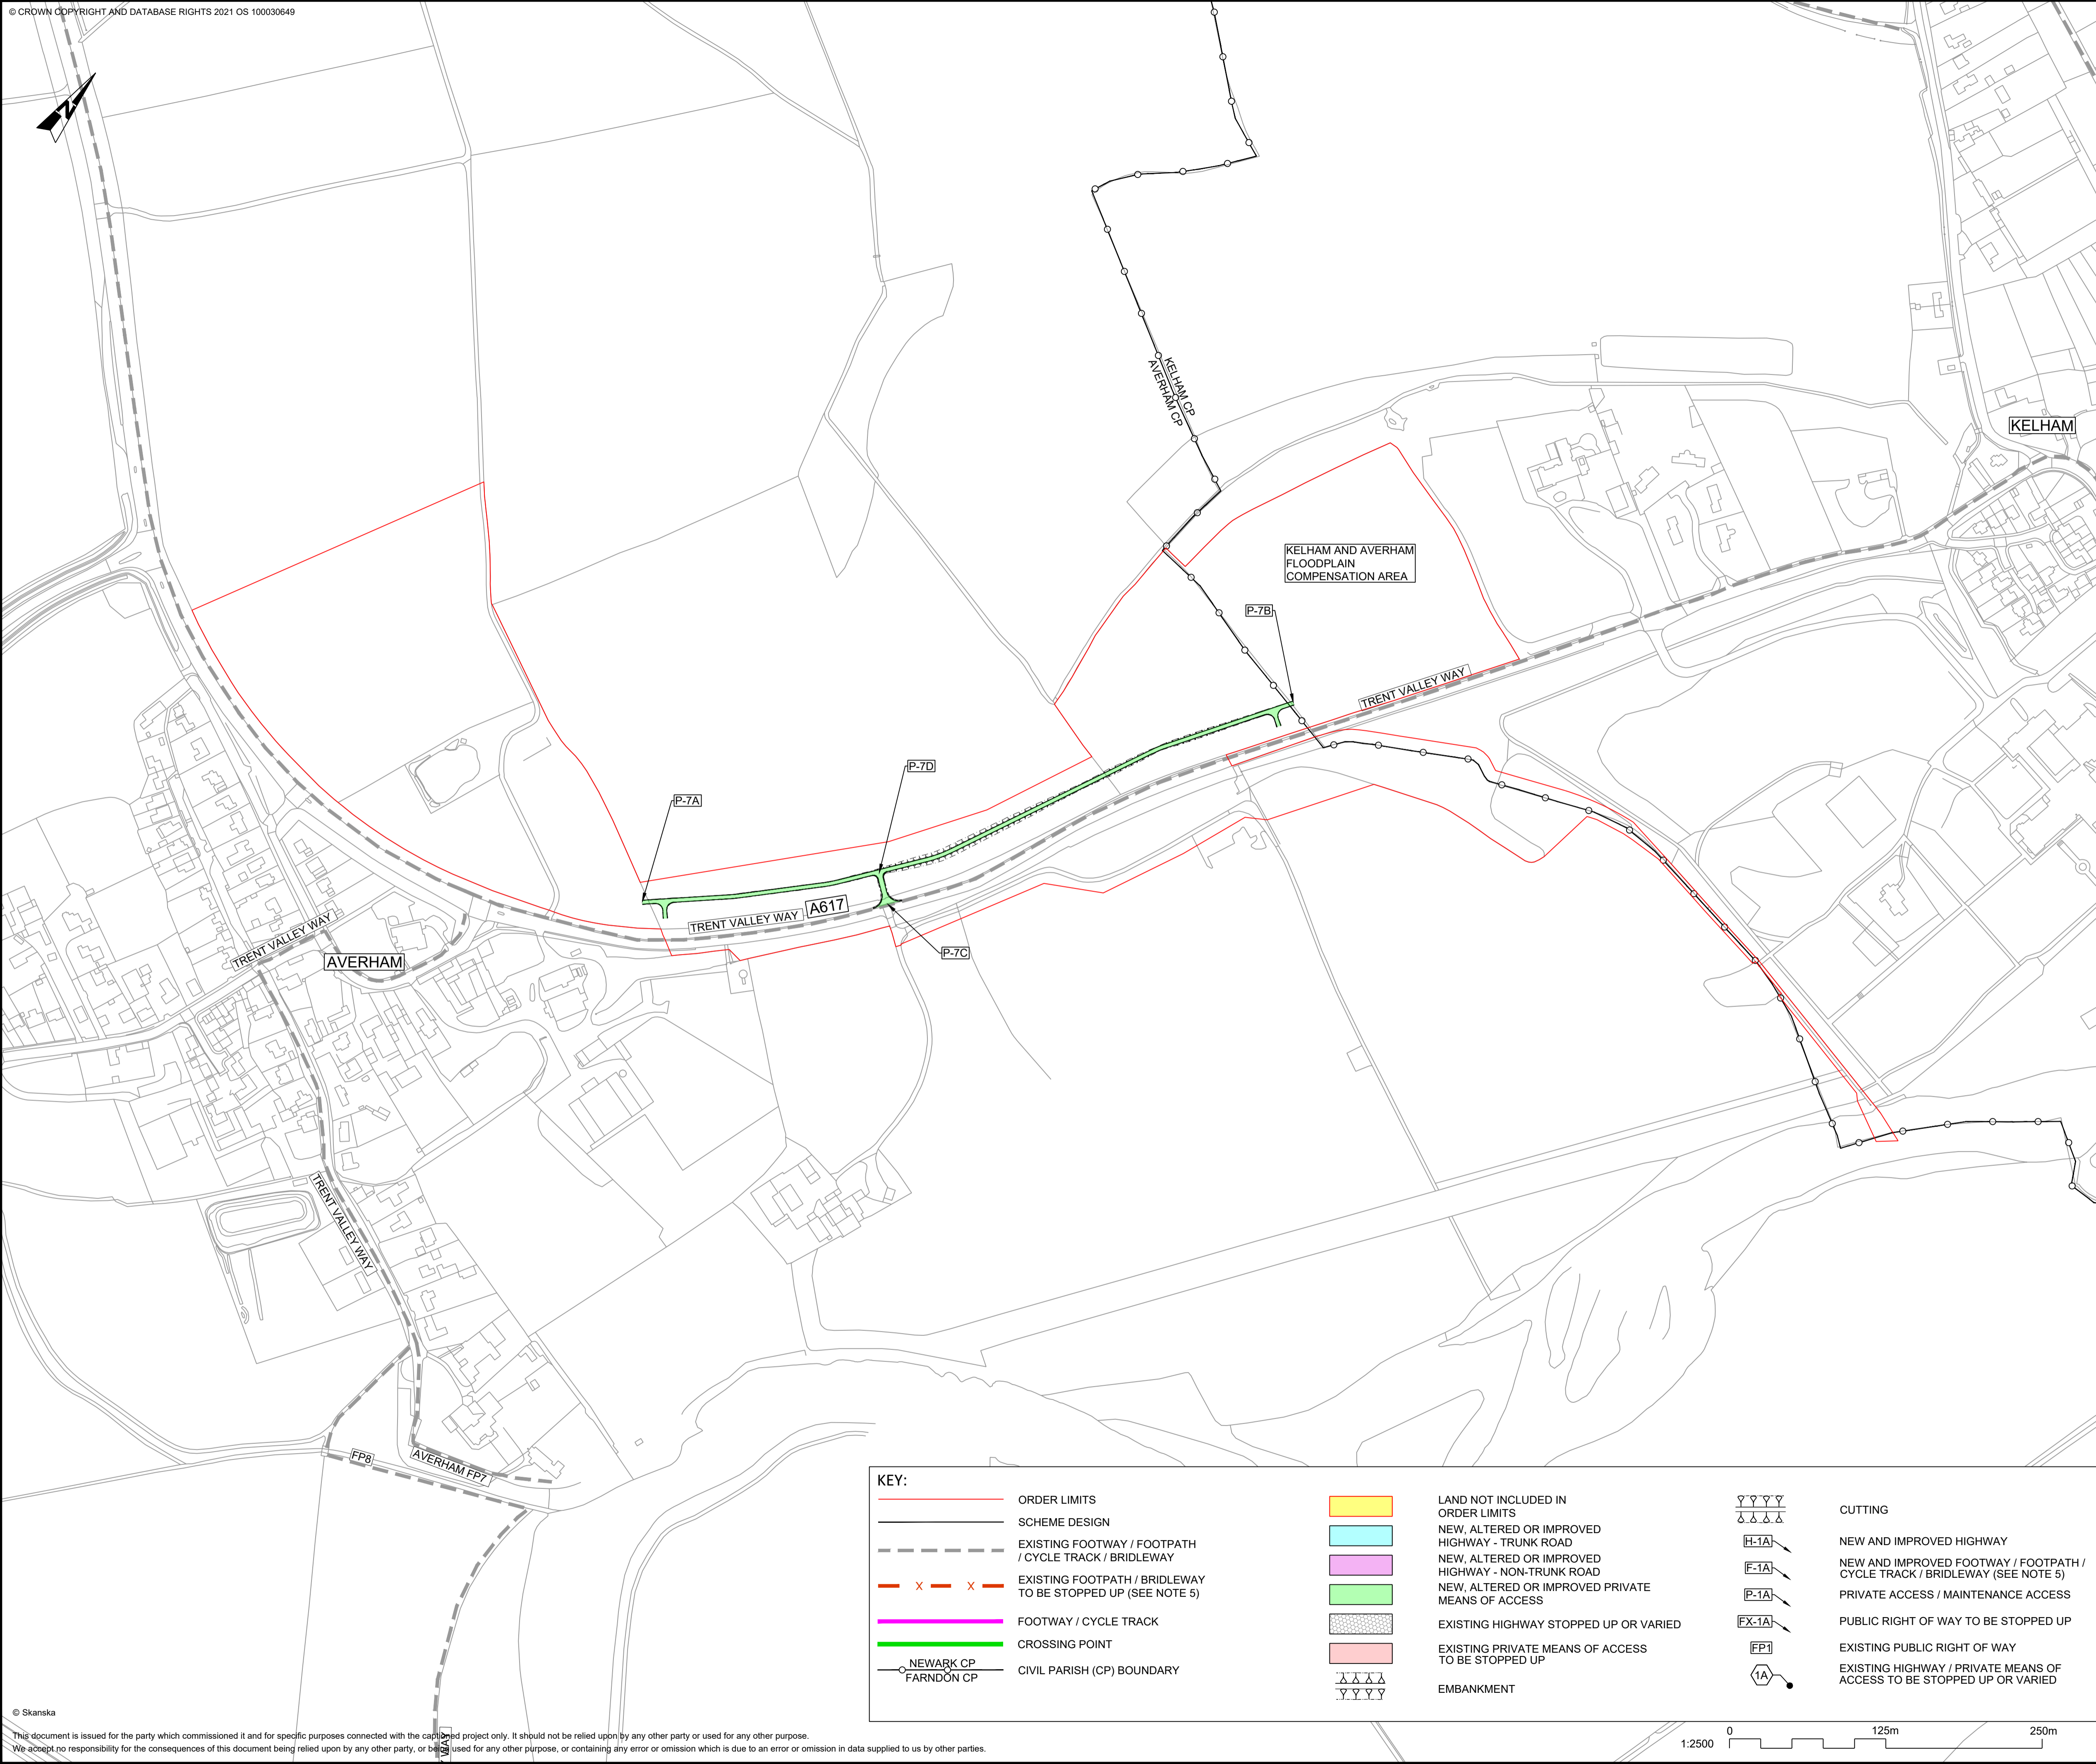 © CROWN COPYRIGHT AND DATABASE RIGHTS 2021 OS 100030649
N
KELHAM CP
AVERHAM CP
KELHAM
KELHAM AND AVERHAM
FLOODPLAIN
COMPENSATION AREA
P-7B
TRENT VALLEY WAY
P-7D
P-7A
A617
TRENT VALLEY WAY
P-7C
TRENT VALLEY WAY
AVERHAM
TRENT VALLEY WAY
FP8
AVERHAM FP7
WAY
KEY:
ORDER LIMITS
SCHEME DESIGN
EXISTING FOOTWAY / FOOTPATH
/ CYCLE TRACK / BRIDLEWAY
X X
EXISTING FOOTPATH / BRIDLEWAY
TO BE STOPPED UP (SEE NOTE 5)
FOOTWAY / CYCLE TRACK
CROSSING POINT
NEWARK CP
FARNDON CP
CIVIL PARISH (CP) BOUNDARY
LAND NOT INCLUDED IN
ORDER LIMITS
NEW, ALTERED OR IMPROVED
HIGHWAY - TRUNK ROAD
NEW, ALTERED OR IMPROVED
HIGHWAY - NON-TRUNK ROAD
NEW, ALTERED OR IMPROVED PRIVATE
MEANS OF ACCESS
EXISTING HIGHWAY STOPPED UP OR VARIED
EXISTING PRIVATE MEANS OF ACCESS
TO BE STOPPED UP
EMBANKMENT
CUTTING
H-1A
NEW AND IMPROVED HIGHWAY
F-1A
NEW AND IMPROVED FOOTWAY / FOOTPATH /
CYCLE TRACK / BRIDLEWAY (SEE NOTE 5)
P-1A
PRIVATE ACCESS / MAINTENANCE ACCESS
FX-1A
PUBLIC RIGHT OF WAY TO BE STOPPED UP
FP1
EXISTING PUBLIC RIGHT OF WAY
1A
EXISTING HIGHWAY / PRIVATE MEANS OF
ACCESS TO BE STOPPED UP OR VARIED
© Skanska
This document is issued for the party which commissioned it and for specific purposes connected with the captioned project only. It should not be relied upon by any other party or used for any other purpose.
We accept no responsibility for the consequences of this document being relied upon by any other party, or being used for any other purpose, or containing any error or omission which is due to an error or omission in data supplied to us by other parties.
1:2500
0 125m 250m